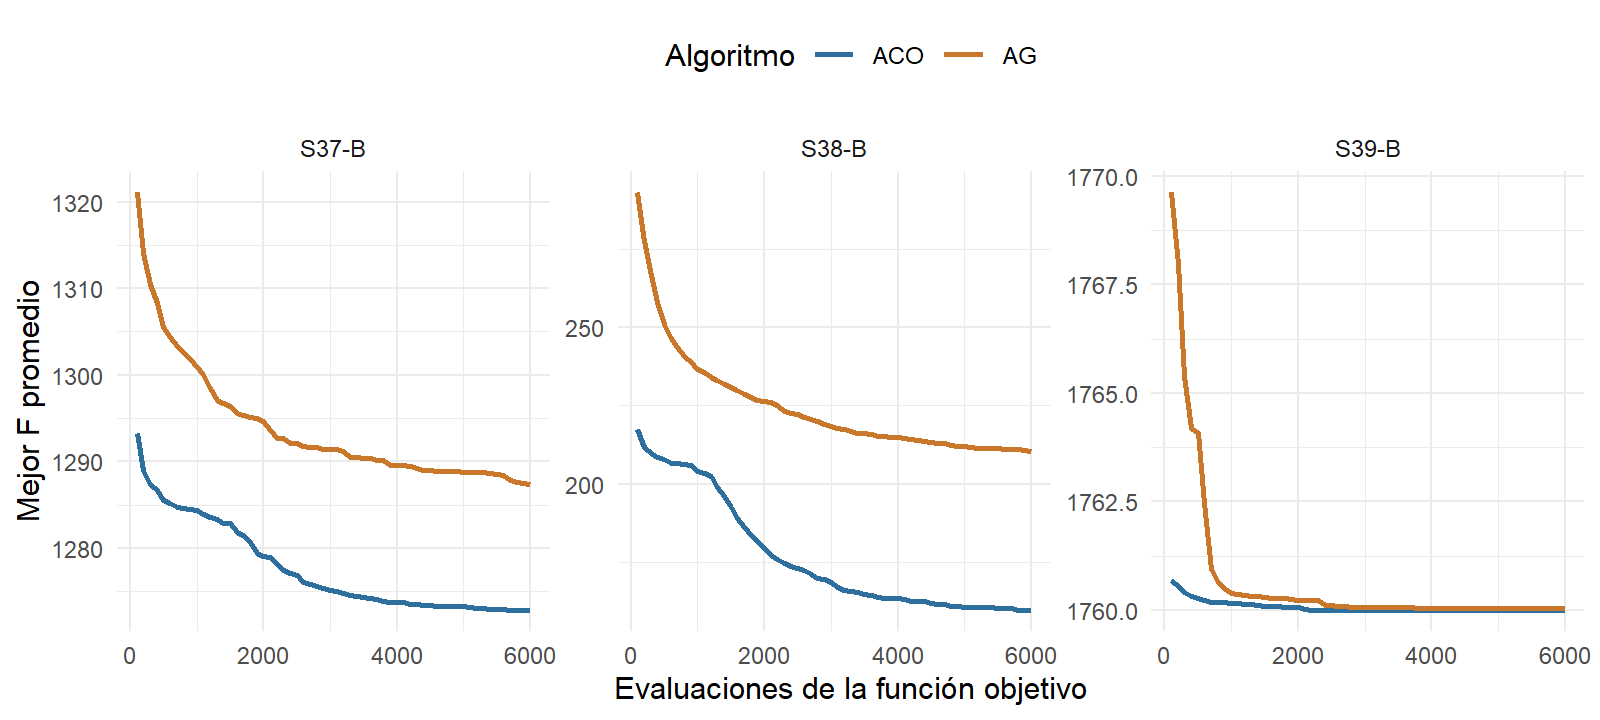 Algoritmo ACO AG
S37-B S38-B S39-B
Mejor F promedio
1320
1310
1300
1290
1280
250
200
1770.0
1767.5
1765.0
1762.5
1760.0
0 2000 4000 6000 0 2000 4000 6000 0 2000 4000 6000
Evaluaciones de la función objetivo